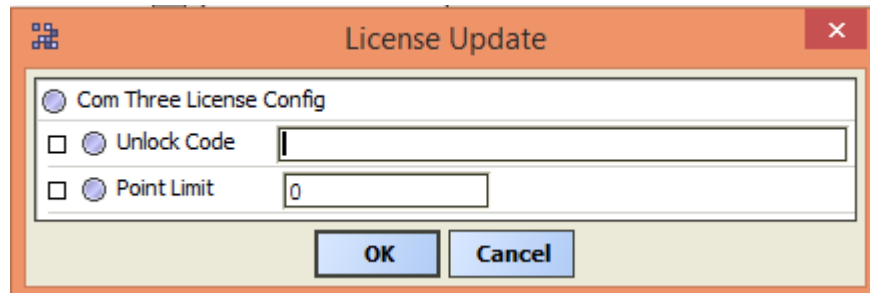 License Update
Com Three License Config
Unlock Code
Point Limit 0
OK Cancel